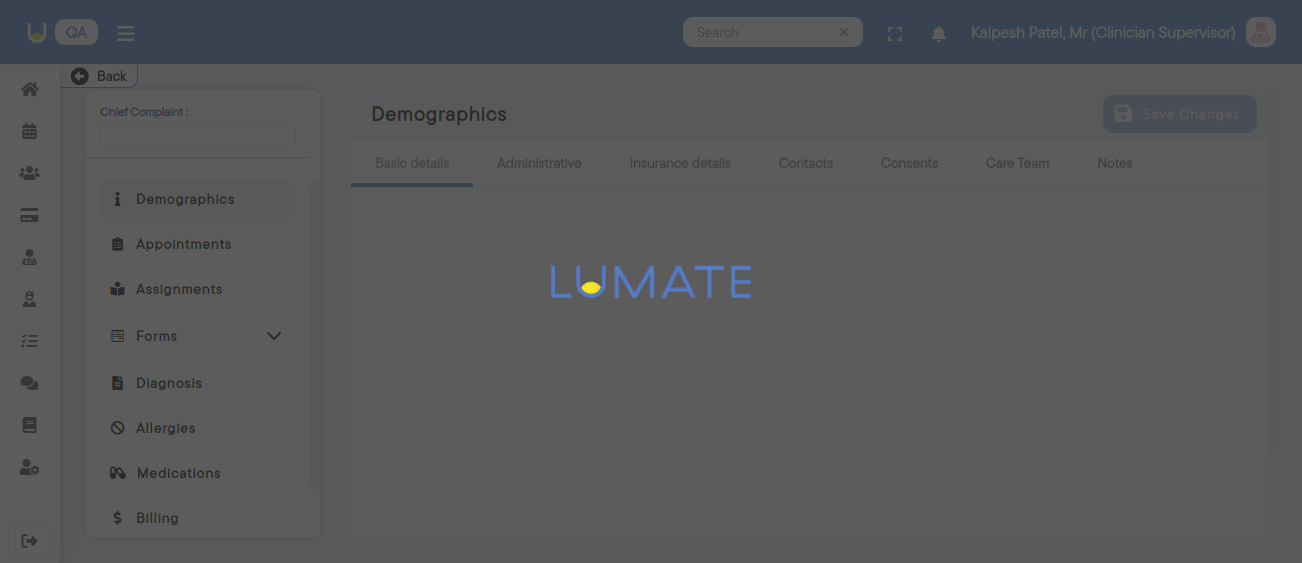 QA
Search
Kalpesh Patel, Mr (Clinician Supervisor)
Back
Chief Complaint :
Demographics
Appointments
Assignments
Forms
Diagnosis
Allergies
Medications
Billing
Demographics
Save Changes
Basic details Administrative Insurance details Contacts Consents Care Team Notes
LUMATE